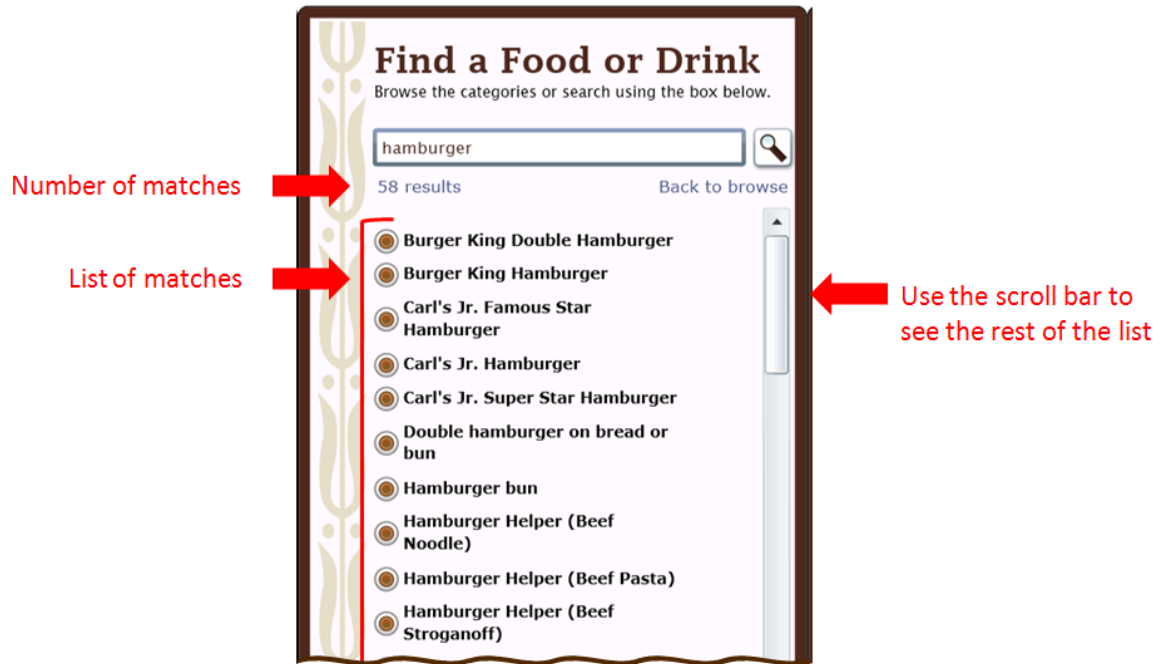 Find a Food or Drink
Browse the categories or search using the box below.
hamburger
Number of matches
58 results
Back to browse
List of matches
Burger King Double Hamburger
Burger King Hamburger
Carl's Jr. Famous Star
Hamburger
Carl's Jr. Hamburger
Carl's Jr. Super Star Hamburger
Double hamburger on bread or
bun
Hamburger bun
Hamburger Helper (Beef
Noodle)
Hamburger Helper (Beef Pasta)
Hamburger Helper (Beef
Stroganoff)
Use the scroll bar to
see the rest of the list